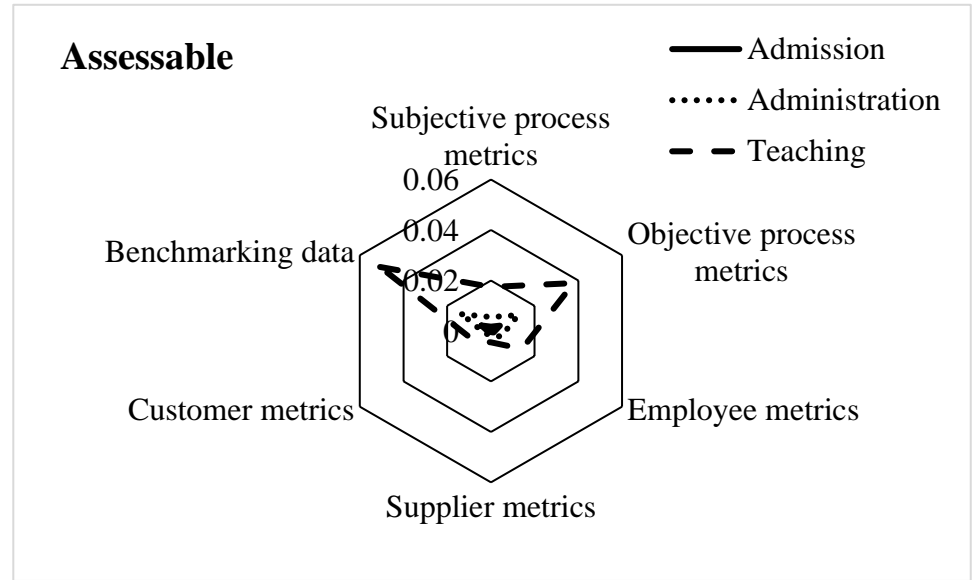 Assessable
Admission
Administration
Teaching
Subjective process
metrics
0.06
0.04
0.02
0
Objective process
metrics
Benchmarking data
Customer metrics
Employee metrics
Supplier metrics